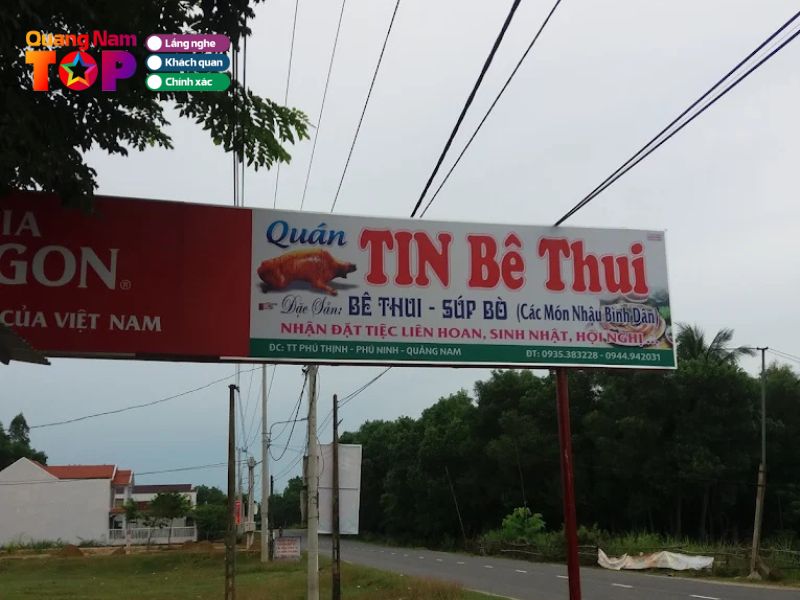 Quang Nam
TOP
Lắng nghe
Khách quan
Chính xác
IA
GON®
CỦA VIỆT NAM
Quán TIN Bê Thui
Đặc Sản: BÊ THUI - SÚP BÒ (Các Món Nhậu Bình Dân)
NHẬN ĐẶT TIỆC LIÊN HOAN, SINH NHẬT, HỘI NGHỊ...
ĐC: TT PHÚ THỊNH - PHÚ NINH - QUẢNG NAM ĐT: 0935.383228 - 0944.942031